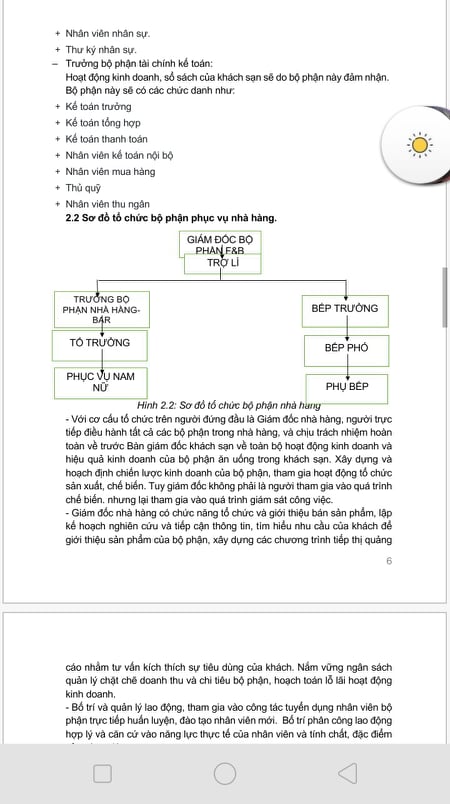 + Nhân viên nhân sự.
+ Thư ký nhân sự.
– Trưởng bộ phận tài chính kế toán:
Hoạt động kinh doanh, sổ sách của khách sạn sẽ do bộ phận này đảm nhận.
Bộ phận này sẽ có các chức danh như:
+ Kế toán trưởng
+ Kế toán tổng hợp
+ Kế toán thanh toán
+ Nhân viên kế toán nội bộ
+ Nhân viên mua hàng
+ Thủ quỹ
+ Nhân viên thu ngân
2.2 Sơ đồ tổ chức bộ phận phục vụ nhà hàng.
GIÁM ĐỐC BỘ
PHẬN F&B
TRỢ LÍ
TRƯỞNG BỘ
PHẬN NHÀ HÀNG-
BAR
TỔ TRƯỞNG
PHỤC VỤ NAM
NỮ
BẾP TRƯỞNG
BẾP PHÓ
PHỤ BẾP
Hình 2.2: Sơ đồ tổ chức bộ phận nhà hàng
- Với cơ cấu tổ chức trên người đứng đầu là Giám đốc nhà hàng, người trực
tiếp điều hành tất cả các bộ phận trong nhà hàng, và chịu trách nhiệm hoàn
toàn về trước Bàn giám đốc khách sạn về toàn bộ hoạt động kinh doanh và
hiệu quả kinh doanh của bộ phận ăn uống trong khách sạn. Xây dựng và
hoạch định chiến lược kinh doanh của bộ phận, tham gia hoạt động tổ chức
sản xuất, chế biến. Tuy giám đốc không phải là người tham gia vào quá trình
chế biến. nhưng lại tham gia vào quá trình giám sát công việc.
- Giám đốc nhà hàng có chức năng tổ chức và giới thiệu bán sản phẩm, lập
kế hoạch nghiên cứu và tiếp cận thông tin, tìm hiểu nhu cầu của khách để
giới thiệu sản phẩm của bộ phận, xây dựng các chương trình tiếp thị quảng
6
cáo nhằm tư vấn kích thích sự tiêu dùng của khách. Nắm vững ngân sách
quản lý chặt chẽ doanh thu và chi tiêu bộ phận, hoạch toán lỗ lãi hoạt động
kinh doanh.
- Bố trí và quản lý lao động, tham gia vào công tác tuyển dụng nhân viên bộ
phận trực tiếp huấn luyện, đào tạo nhân viên mới. Bố trí phân công lao động
hợp lý và căn cứ vào năng lực thực tế của nhân viên và tính chất, đặc điểm